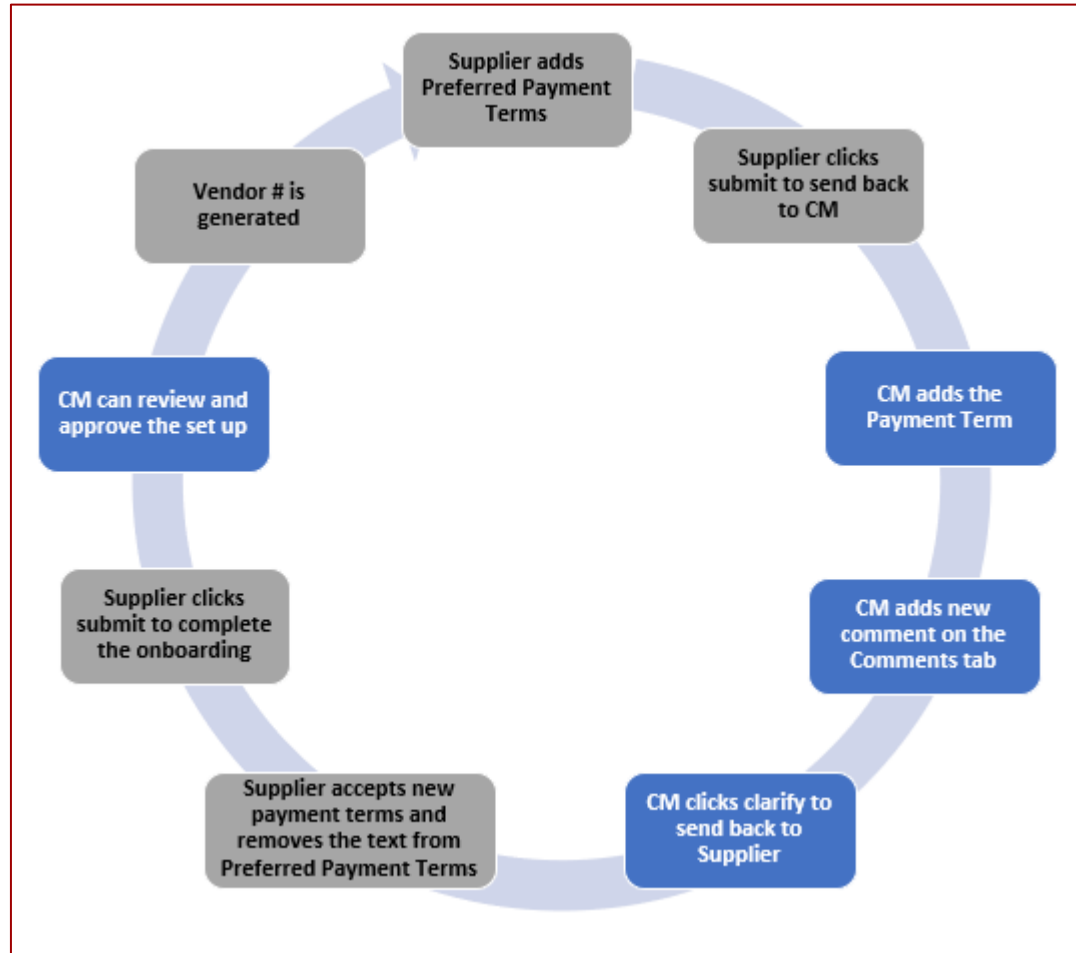 Supplier adds
Preferred Payment
Terms
Supplier clicks
submit to send back
to CM
CM adds the
Payment Term
CM adds new
comment on the
Comments tab
CM clicks clarify to
send back to
Supplier
Supplier accepts new
payment terms and
removes the text from
Preferred Payment Terms
Supplier clicks
submit to complete
the onboarding
CM can review and
approve the set up
Vendor # is
generated